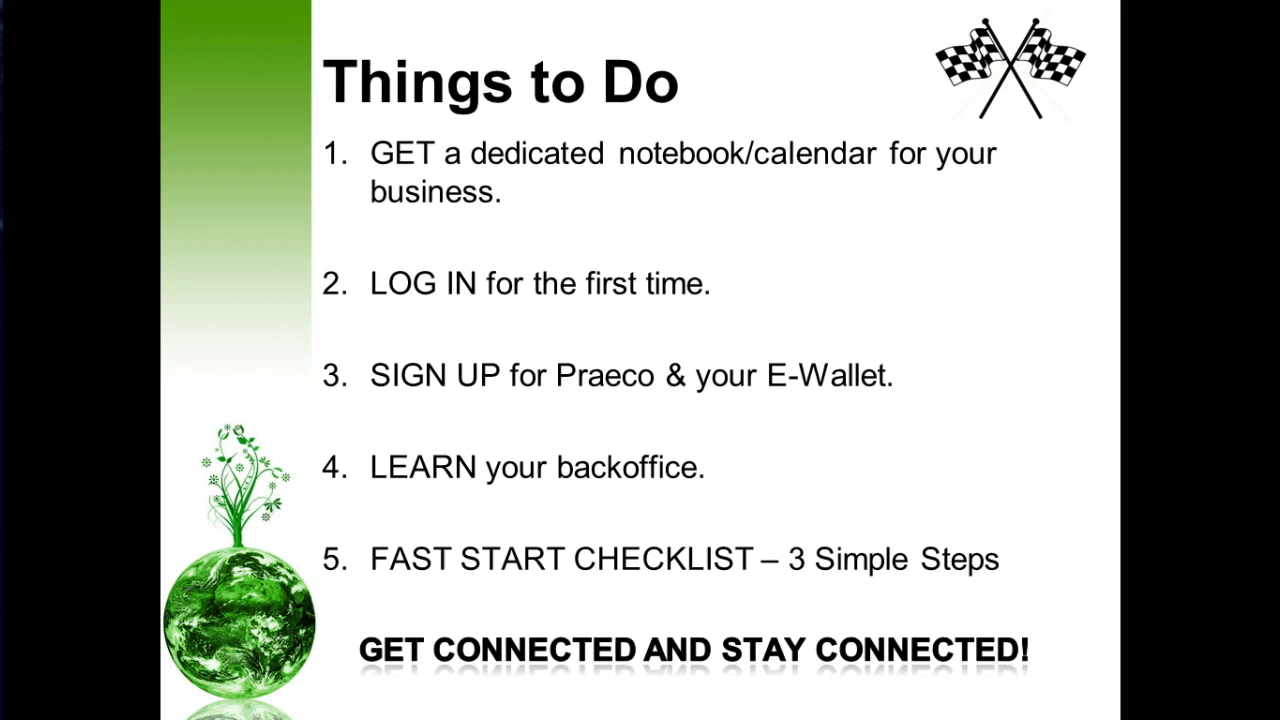 Things to Do
1. GET a dedicated notebook/calendar for your
business.
2. LOG IN for the first time.
3. SIGN UP for Praeco & your E-Wallet.
4. LEARN your backoffice.
5. FAST START CHECKLIST – 3 Simple Steps
GET CONNECTED AND STAY CONNECTED!